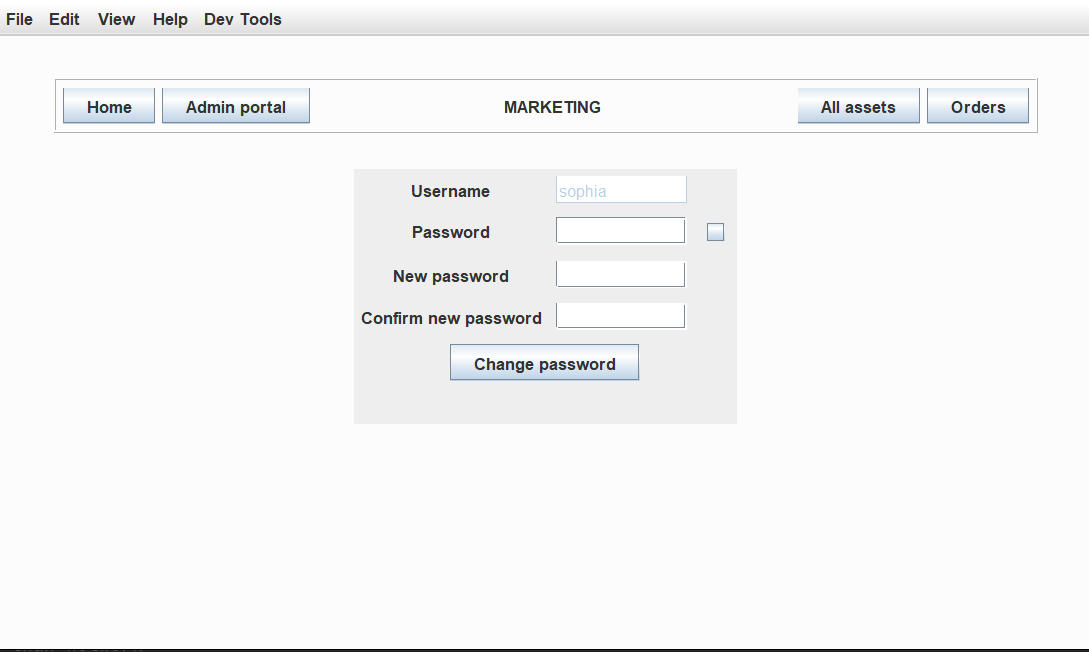 File Edit View Help Dev Tools
Home Admin portal MARKETING All assets Orders
Username sophia
Password
New password
Confirm new password
Change password